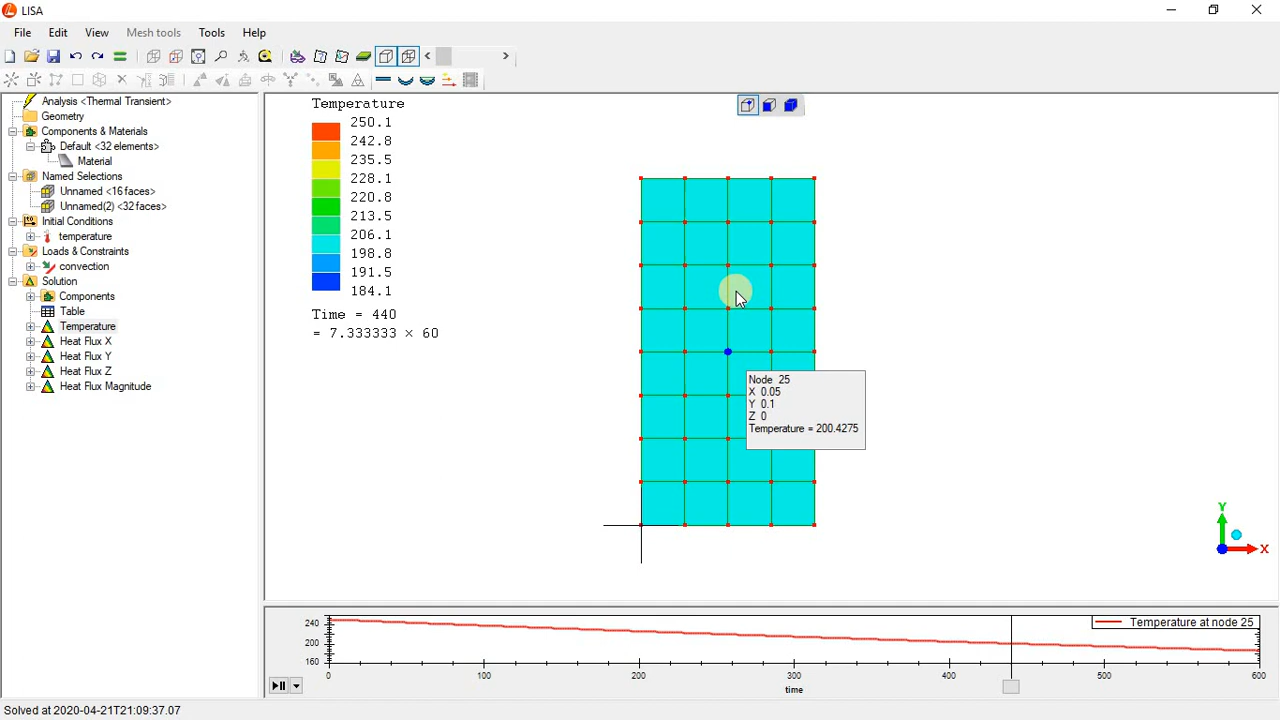 LISA
File Edit View Mesh tools Tools Help
Analysis <Thermal Transient>
Geometry
Components & Materials
Default <32 elements>
Material
Named Selections
Unnamed <16 faces>
Unnamed(2) <32 faces>
Initial Conditions
temperature
Loads & Constraints
convection
Solution
Components
Table
Temperature
Heat Flux X
Heat Flux Y
Heat Flux Z
Heat Flux Magnitude
Temperature
250.1
242.8
235.5
228.1
220.8
213.5
206.1
198.8
191.5
184.1
Time = 440
= 7.333333 × 60
Node 25
X 0.05
Y 0.1
Z 0
Temperature = 200.4275
Y
X
Temperature at node 25
240
200
160
0 100 200 300 400 500 600
time
Solved at 2020-04-21T21:09:37.07